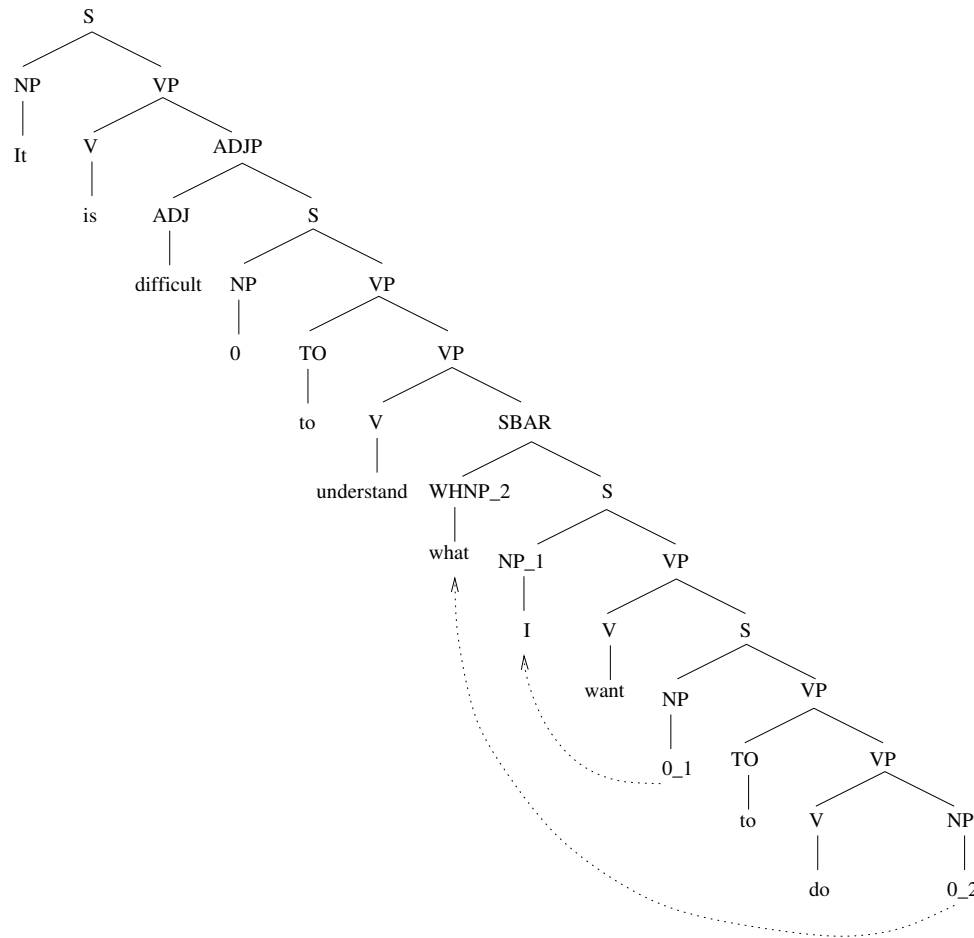 S
NP VP
It V ADJP
is ADJ S
difficult NP VP
0 TO VP
to V SBAR
understand WHNP_2 S
what NP_1 VP
I V S
want NP VP
0_1 TO VP
to V NP
do 0_2